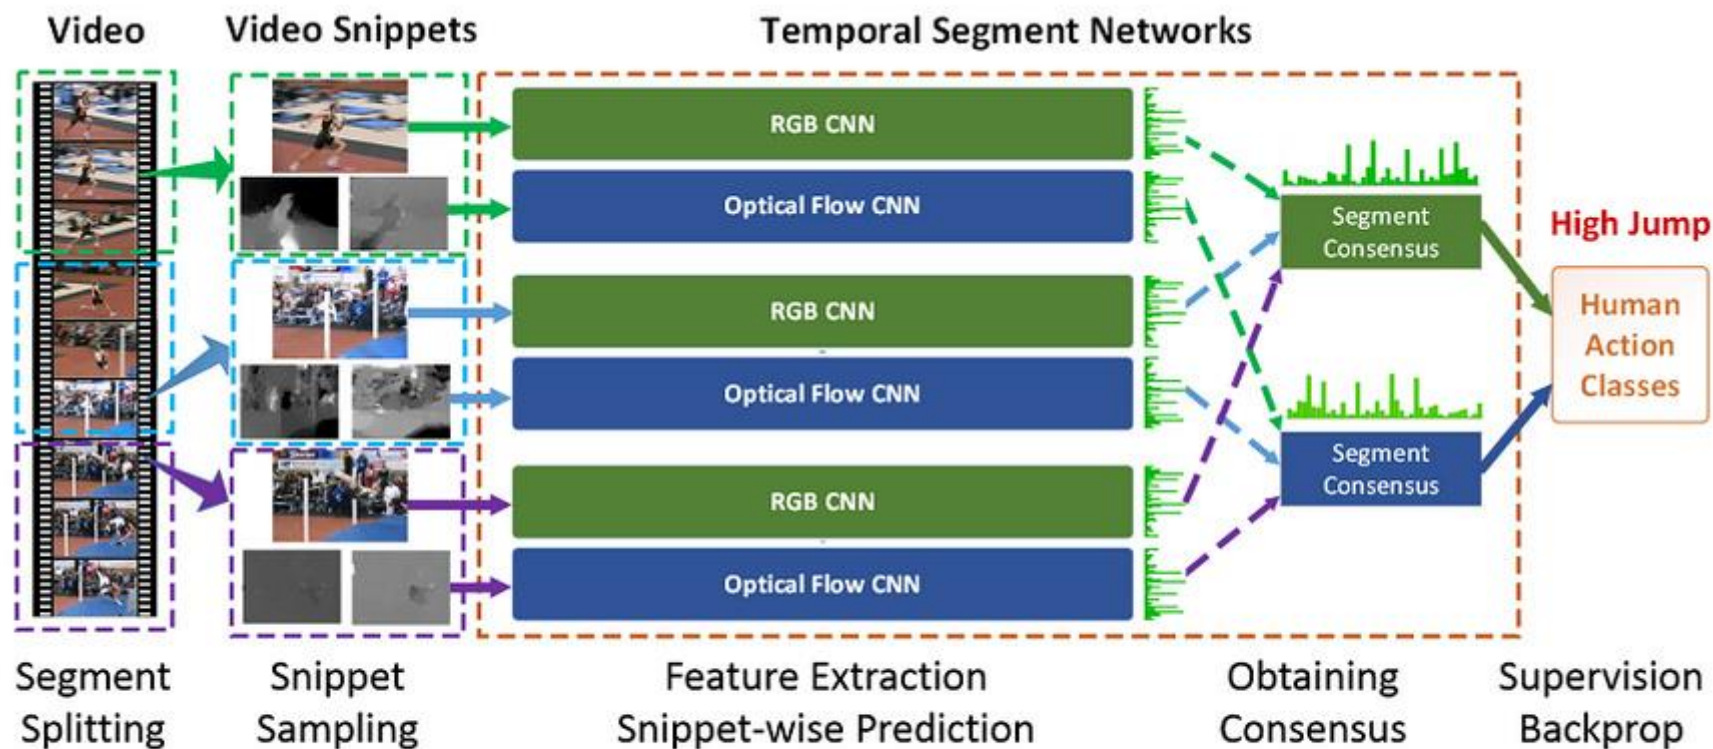 Video
Video Snippets
Temporal Segment Networks
RGB CNN
Optical Flow CNN
RGB CNN
Optical Flow CNN
RGB CNN
Optical Flow CNN
Segment
Consensus
Segment
Consensus
High Jump
Human
Action
Classes
Segment
Splitting
Snippet
Sampling
Feature Extraction
Snippet-wise Prediction
Obtaining
Consensus
Supervision
Backprop